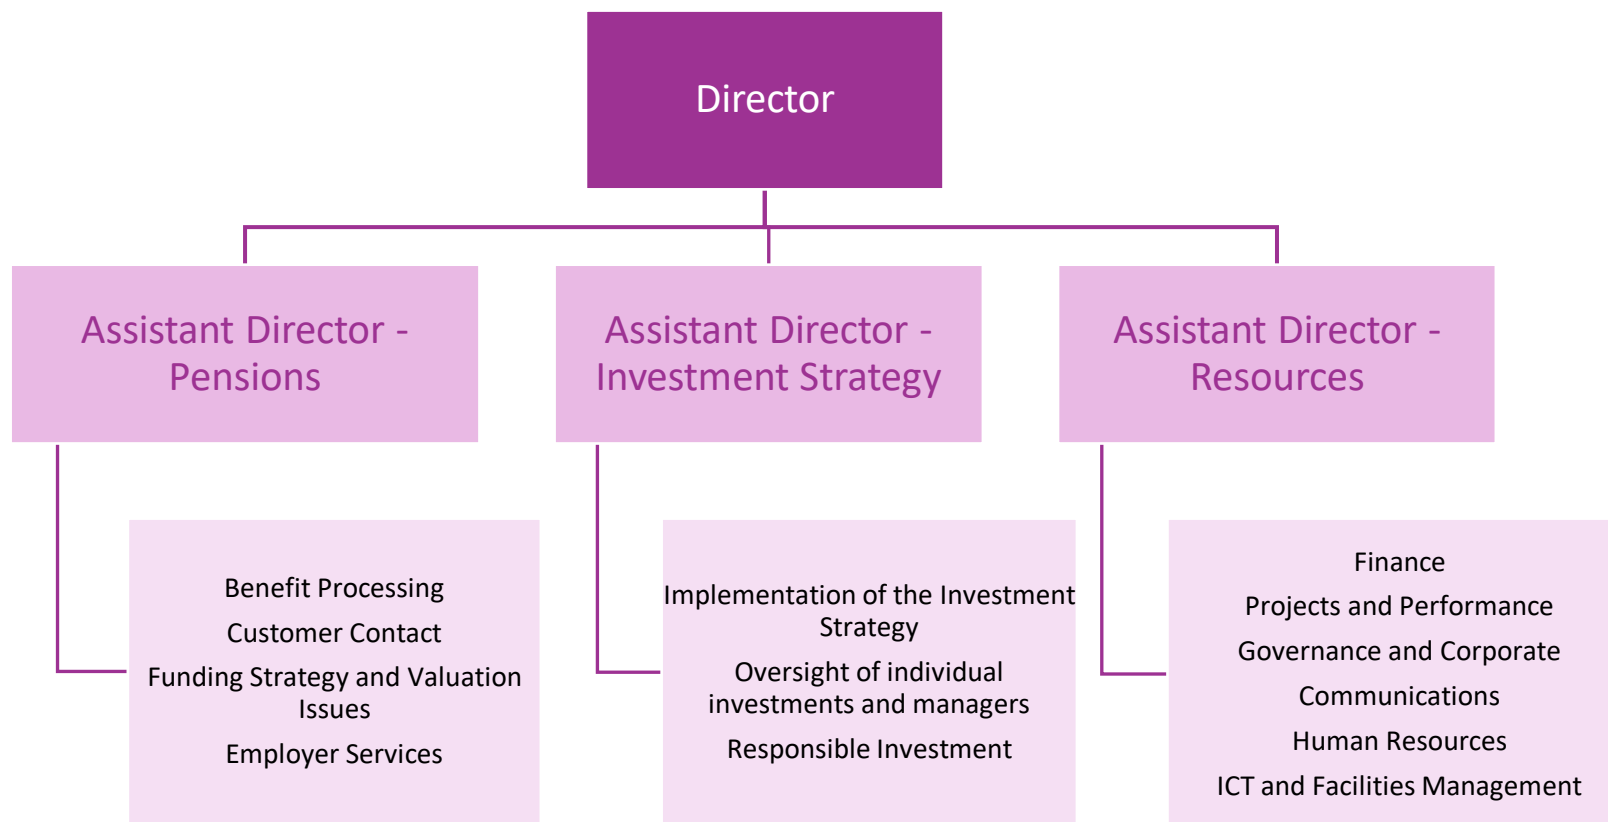 Director
Assistant Director -
Pensions
Assistant Director -
Investment Strategy
Assistant Director -
Resources
Benefit Processing
Customer Contact
Funding Strategy and Valuation
Issues
Employer Services
Implementation of the Investment
Strategy
Oversight of individual
investments and managers
Responsible Investment
Finance
Projects and Performance
Governance and Corporate
Communications
Human Resources
ICT and Facilities Management